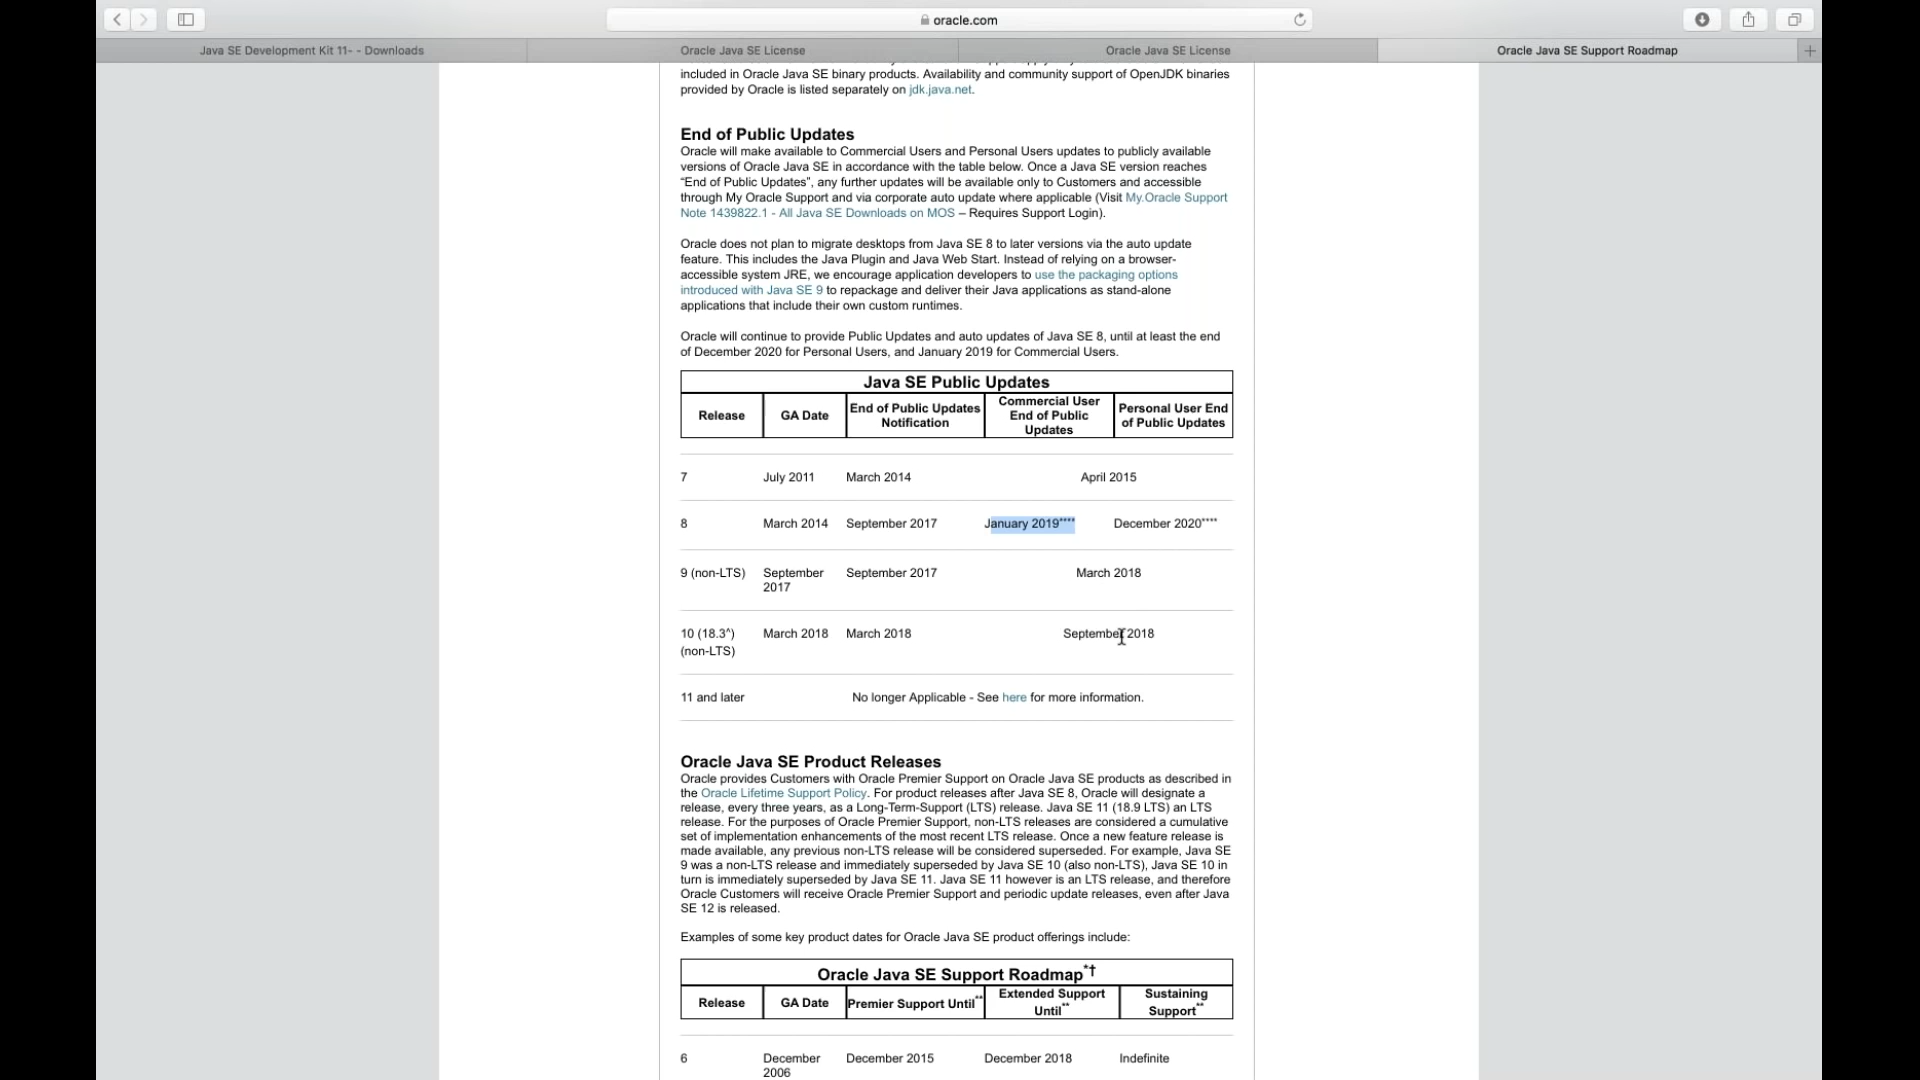 oracle.com
Java SE Development Kit 11- - Downloads
Oracle Java SE License
Oracle Java SE License
Oracle Java SE Support Roadmap
included in Oracle Java SE binary products. Availability and community support of OpenJDK binaries
provided by Oracle is listed separately on jdk.java.net.
End of Public Updates
Oracle will make available to Commercial Users and Personal Users updates to publicly available
versions of Oracle Java SE in accordance with the table below. Once a Java SE version reaches
“End of Public Updates”, any further updates will be available only to Customers and accessible
through My Oracle Support and via corporate auto update where applicable (Visit My.Oracle Support
Note 1439822.1 - All Java SE Downloads on MOS – Requires Support Login).
Oracle does not plan to migrate desktops from Java SE 8 to later versions via the auto update
feature. This includes the Java Plugin and Java Web Start. Instead of relying on a browser-
accessible system JRE, we encourage application developers to use the packaging options
introduced with Java SE 9 to repackage and deliver their Java applications as stand-alone
applications that include their own custom runtimes.
Oracle will continue to provide Public Updates and auto updates of Java SE 8, until at least the end
of December 2020 for Personal Users, and January 2019 for Commercial Users.
Java SE Public Updates
Release GA Date End of Public Updates Notification Commercial User End of Public Updates Personal User End of Public Updates
7 July 2011 March 2014 April 2015
8 March 2014 September 2017 January 2019**** December 2020****
9 (non-LTS) September 2017 September 2017 March 2018
10 (18.3^) (non-LTS) March 2018 March 2018 September 2018
11 and later No longer Applicable - See here for more information.
Oracle Java SE Product Releases
Oracle provides Customers with Oracle Premier Support on Oracle Java SE products as described in
the Oracle Lifetime Support Policy. For product releases after Java SE 8, Oracle will designate a
release, every three years, as a Long-Term-Support (LTS) release. Java SE 11 (18.9 LTS) an LTS
release. For the purposes of Oracle Premier Support, non-LTS releases are considered a cumulative
set of implementation enhancements of the most recent LTS release. Once a new feature release is
made available, any previous non-LTS release will be considered superseded. For example, Java SE
9 was a non-LTS release and immediately superseded by Java SE 10 (also non-LTS), Java SE 10 in
turn is immediately superseded by Java SE 11. Java SE 11 however is an LTS release, and therefore
Oracle Customers will receive Oracle Premier Support and periodic update releases, even after Java
SE 12 is released.
Examples of some key product dates for Oracle Java SE product offerings include:
Oracle Java SE Support Roadmap*†
Release GA Date Premier Support Until** Extended Support Until** Sustaining Support**
6 December 2006 December 2015 December 2018 Indefinite